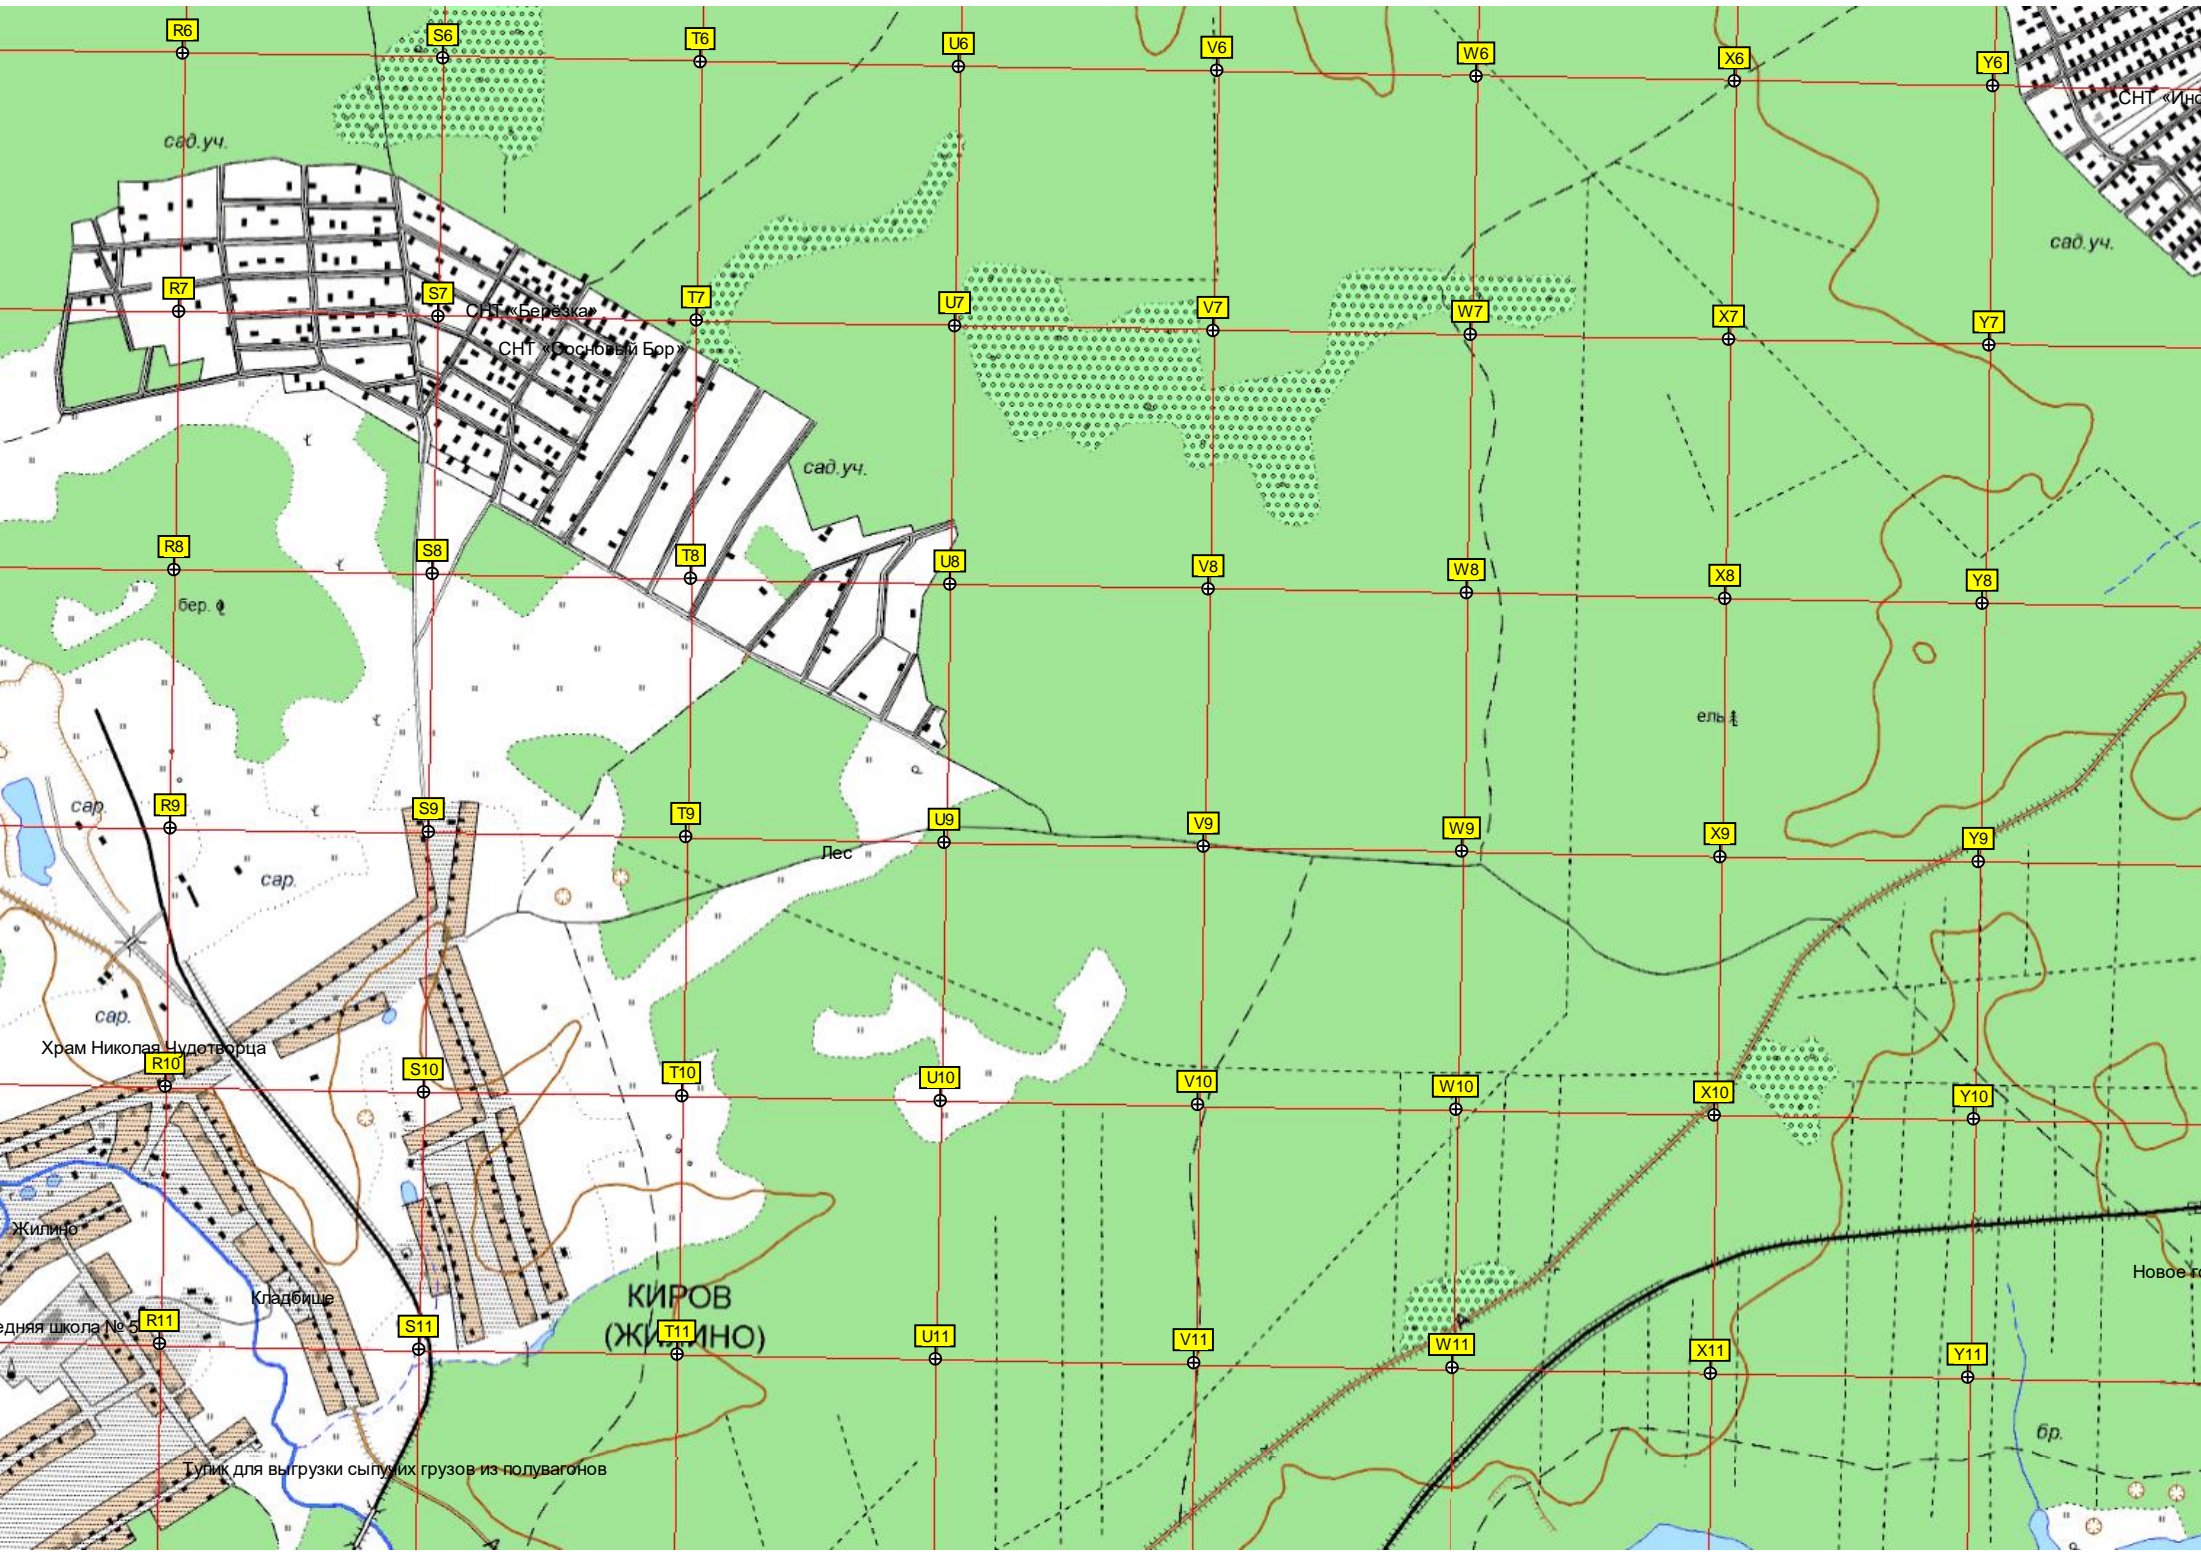 R6
S6
T6
U6
V6
W6
X6
Y6
СНТ «Ино
сад.уч.
сад.уч.
R7
S7
T7
U7
V7
W7
X7
Y7
СНТ «Берёзка»
СНТ «Сосновый Бор»
сад.уч.
R8
S8
T8
U8
V8
W8
X8
Y8
бер.
ель
сар.
R9
S9
T9
U9
V9
W9
X9
Y9
Лес
сар.
сар.
Храм Николая Чудотворца
R10
S10
T10
U10
V10
W10
X10
Y10
Жилино
Новое г
Кладбище
КИРОВ
(ЖИЛИНО)
едняя школа № 5
R11
S11
T11
U11
V11
W11
X11
Y11
бр.
Тупик для выгрузки сыпучих грузов из полувагонов